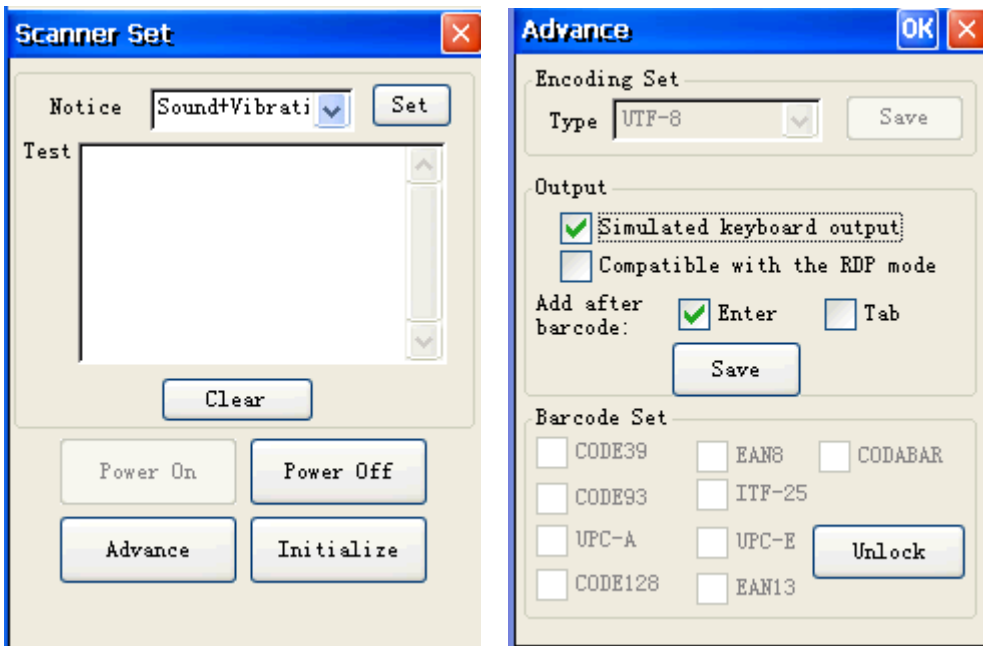 Scanner Set
Notice Sound+Vibrati Set
Test
Clear
Power On Power Off
Advance Initialize
Advance OK
Encoding Set
Type UTF-8 Save
Output
Simulated keyboard output
Compatible with the RDP mode
Add after
barcode: Enter Tab
Save
Barcode Set
CODE39 EAN8 CODABAR
CODE93 ITF-25
UPC-A UPC-E Unlock
CODE128 EAN13